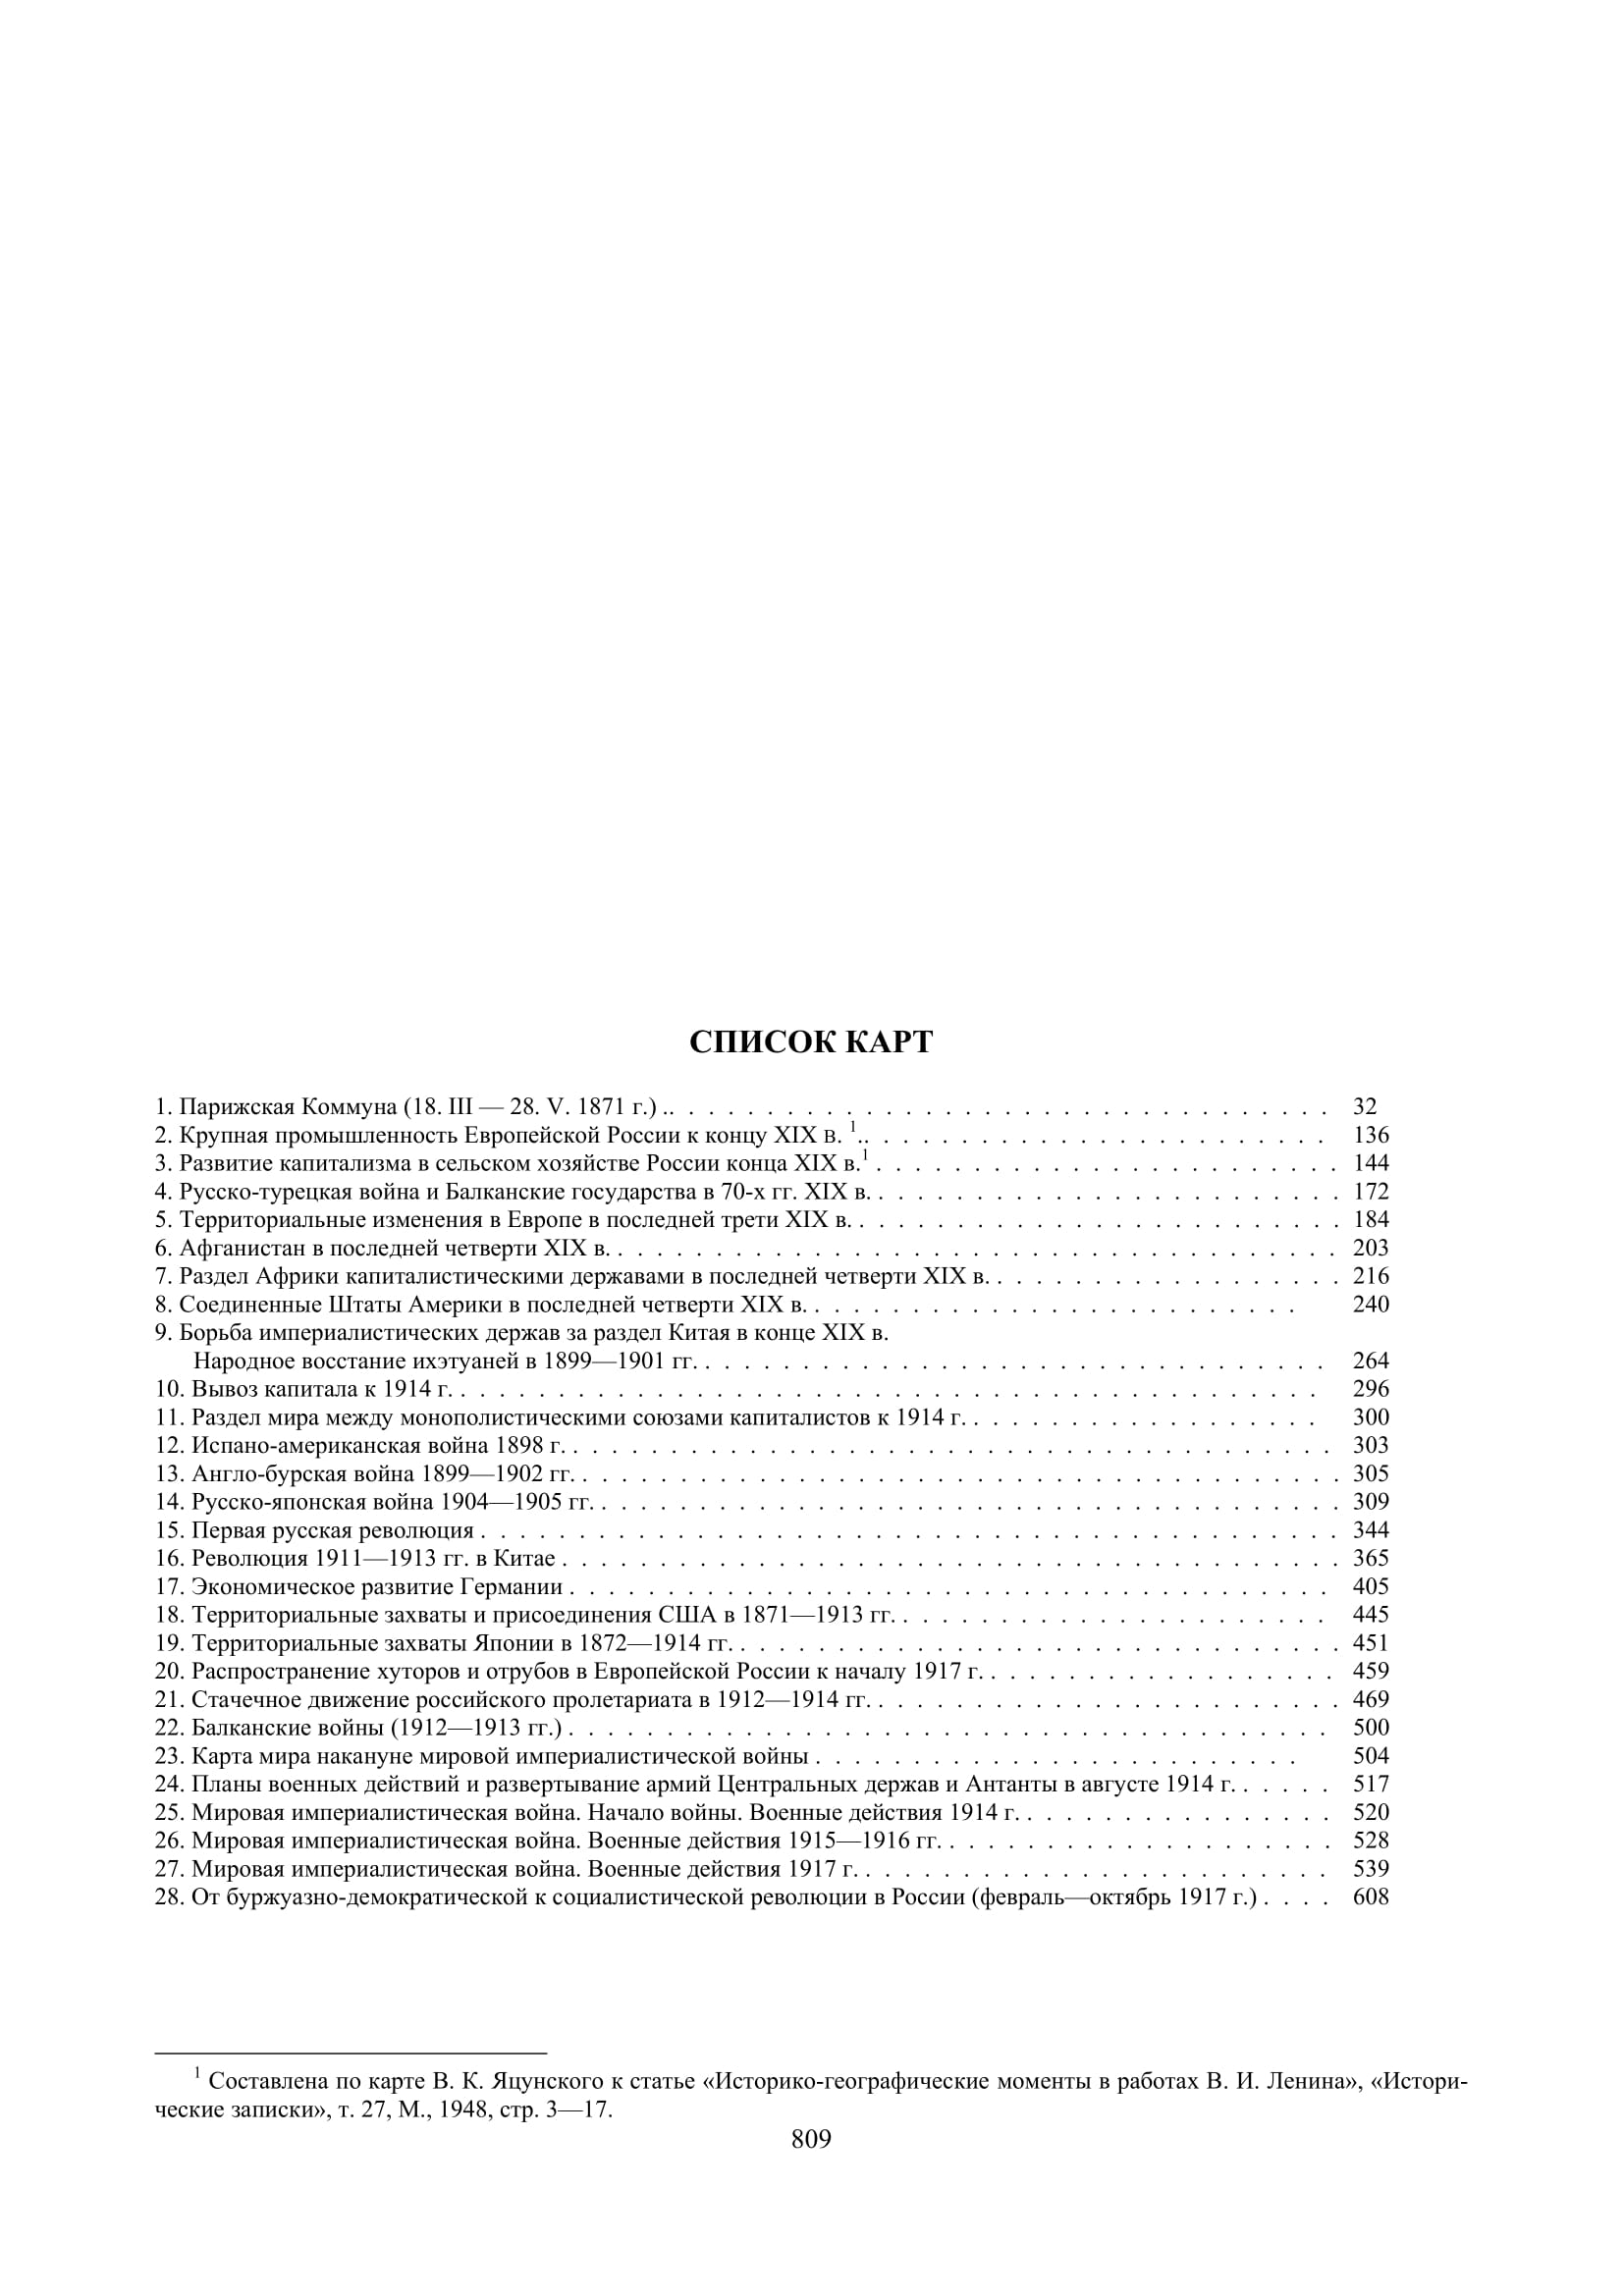 СПИСОК КАРТ
1. Парижская Коммуна (18. III — 28. V. 1871 г.) .. . . . . . . . . . . . . . . . . . . . . . . . . . . . . . . . . . 32
2. Крупная промышленность Европейской России к концу XIX в. ¹.. . . . . . . . . . . . . . . . . . . . . . . . 136
3. Развитие капитализма в сельском хозяйстве России конца XIX в.¹ . . . . . . . . . . . . . . . . . . . . . . . . 144
4. Русско-турецкая война и Балканские государства в 70-х гг. XIX в. . . . . . . . . . . . . . . . . . . . . . . . . 172
5. Территориальные изменения в Европе в последней трети XIX в. . . . . . . . . . . . . . . . . . . . . . . . . . 184
6. Афганистан в последней четверти XIX в. . . . . . . . . . . . . . . . . . . . . . . . . . . . . . . . . . . . . . 203
7. Раздел Африки капиталистическими державами в последней четверти XIX в. . . . . . . . . . . . . . . . . . . 216
8. Соединенные Штаты Америки в последней четверти XIX в. . . . . . . . . . . . . . . . . . . . . . . . . . 240
9. Борьба империалистических держав за раздел Китая в конце XIX в.
Народное восстание ихэтуаней в 1899—1901 гг. . . . . . . . . . . . . . . . . . . . . . . . . . . . . . . . . 264
10. Вывоз капитала к 1914 г. . . . . . . . . . . . . . . . . . . . . . . . . . . . . . . . . . . . . . . . . . . . . 296
11. Раздел мира между монополистическими союзами капиталистов к 1914 г. . . . . . . . . . . . . . . . . . . 300
12. Испано-американская война 1898 г. . . . . . . . . . . . . . . . . . . . . . . . . . . . . . . . . . . . . . . . 303
13. Англо-бурская война 1899—1902 гг. . . . . . . . . . . . . . . . . . . . . . . . . . . . . . . . . . . . . . . . 305
14. Русско-японская война 1904—1905 гг. . . . . . . . . . . . . . . . . . . . . . . . . . . . . . . . . . . . . . . 309
15. Первая русская революция . . . . . . . . . . . . . . . . . . . . . . . . . . . . . . . . . . . . . . . . . . . . 344
16. Революция 1911—1913 гг. в Китае . . . . . . . . . . . . . . . . . . . . . . . . . . . . . . . . . . . . . . . . 365
17. Экономическое развитие Германии . . . . . . . . . . . . . . . . . . . . . . . . . . . . . . . . . . . . . . . 405
18. Территориальные захваты и присоединения США в 1871—1913 гг. . . . . . . . . . . . . . . . . . . . . . . 445
19. Территориальные захваты Японии в 1872—1914 гг. . . . . . . . . . . . . . . . . . . . . . . . . . . . . . . . 451
20. Распространение хуторов и отрубов в Европейской России к началу 1917 г. . . . . . . . . . . . . . . . . . . 459
21. Стачечное движение российского пролетариата в 1912—1914 гг. . . . . . . . . . . . . . . . . . . . . . . . . 469
22. Балканские войны (1912—1913 гг.) . . . . . . . . . . . . . . . . . . . . . . . . . . . . . . . . . . . . . . . 500
23. Карта мира накануне мировой империалистической войны . . . . . . . . . . . . . . . . . . . . . . . . . 504
24. Планы военных действий и развертывание армий Центральных держав и Антанты в августе 1914 г. . . . . . 517
25. Мировая империалистическая война. Начало войны. Военные действия 1914 г. . . . . . . . . . . . . . . . . 520
26. Мировая империалистическая война. Военные действия 1915—1916 гг. . . . . . . . . . . . . . . . . . . . . 528
27. Мировая империалистическая война. Военные действия 1917 г. . . . . . . . . . . . . . . . . . . . . . . . . 539
28. От буржуазно-демократической к социалистической революции в России (февраль—октябрь 1917 г.) . . . . 608
¹ Составлена по карте В. К. Яцунского к статье «Историко-географические моменты в работах В. И. Ленина», «Истори-
ческие записки», т. 27, М., 1948, стр. 3—17.
809